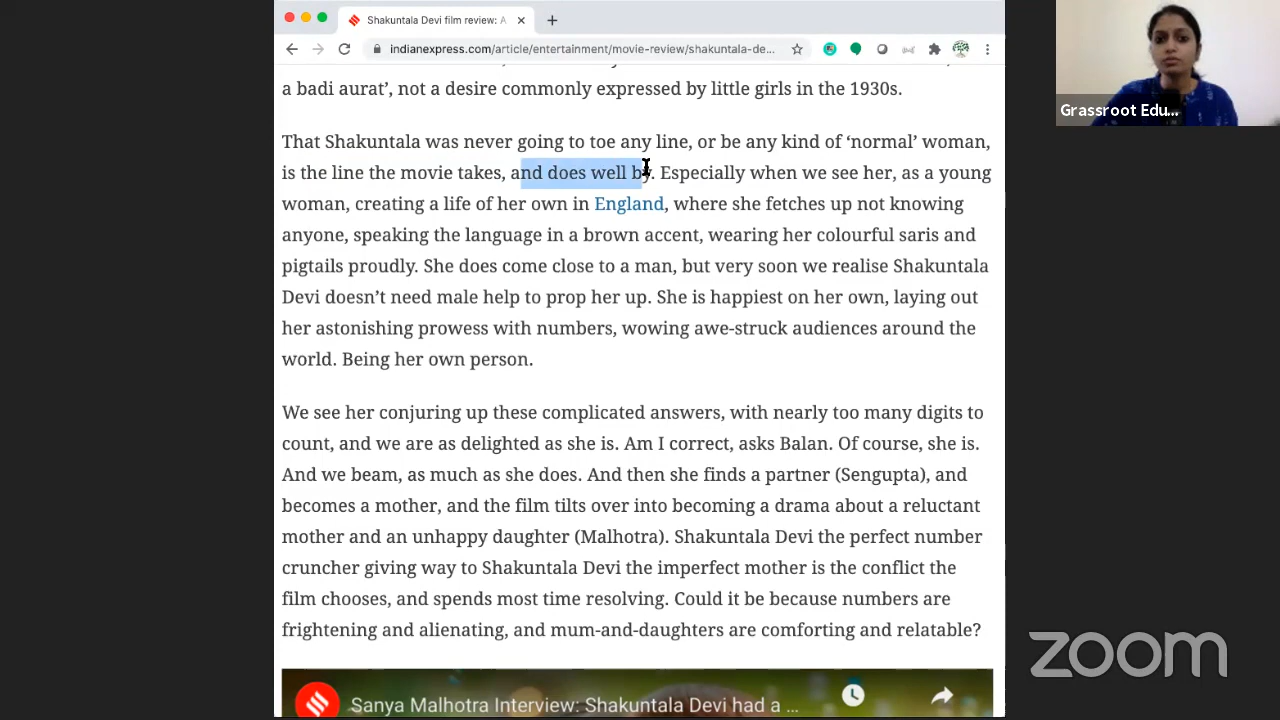 Shakuntala Devi film review: A
indianexpress.com/article/entertainment/movie-review/shakuntala-de...
a badi aurat’, not a desire commonly expressed by little girls in the 1930s.
That Shakuntala was never going to toe any line, or be any kind of ‘normal’ woman,
is the line the movie takes, and does well by. Especially when we see her, as a young
woman, creating a life of her own in England, where she fetches up not knowing
anyone, speaking the language in a brown accent, wearing her colourful saris and
pigtails proudly. She does come close to a man, but very soon we realise Shakuntala
Devi doesn’t need male help to prop her up. She is happiest on her own, laying out
her astonishing prowess with numbers, wowing awe-struck audiences around the
world. Being her own person.
We see her conjuring up these complicated answers, with nearly too many digits to
count, and we are as delighted as she is. Am I correct, asks Balan. Of course, she is.
And we beam, as much as she does. And then she finds a partner (Sengupta), and
becomes a mother, and the film tilts over into becoming a drama about a reluctant
mother and an unhappy daughter (Malhotra). Shakuntala Devi the perfect number
cruncher giving way to Shakuntala Devi the imperfect mother is the conflict the
film chooses, and spends most time resolving. Could it be because numbers are
frightening and alienating, and mum-and-daughters are comforting and relatable?
Sanya Malhotra Interview: Shakuntala Devi had a ...
Grassroot Edu...
zoom